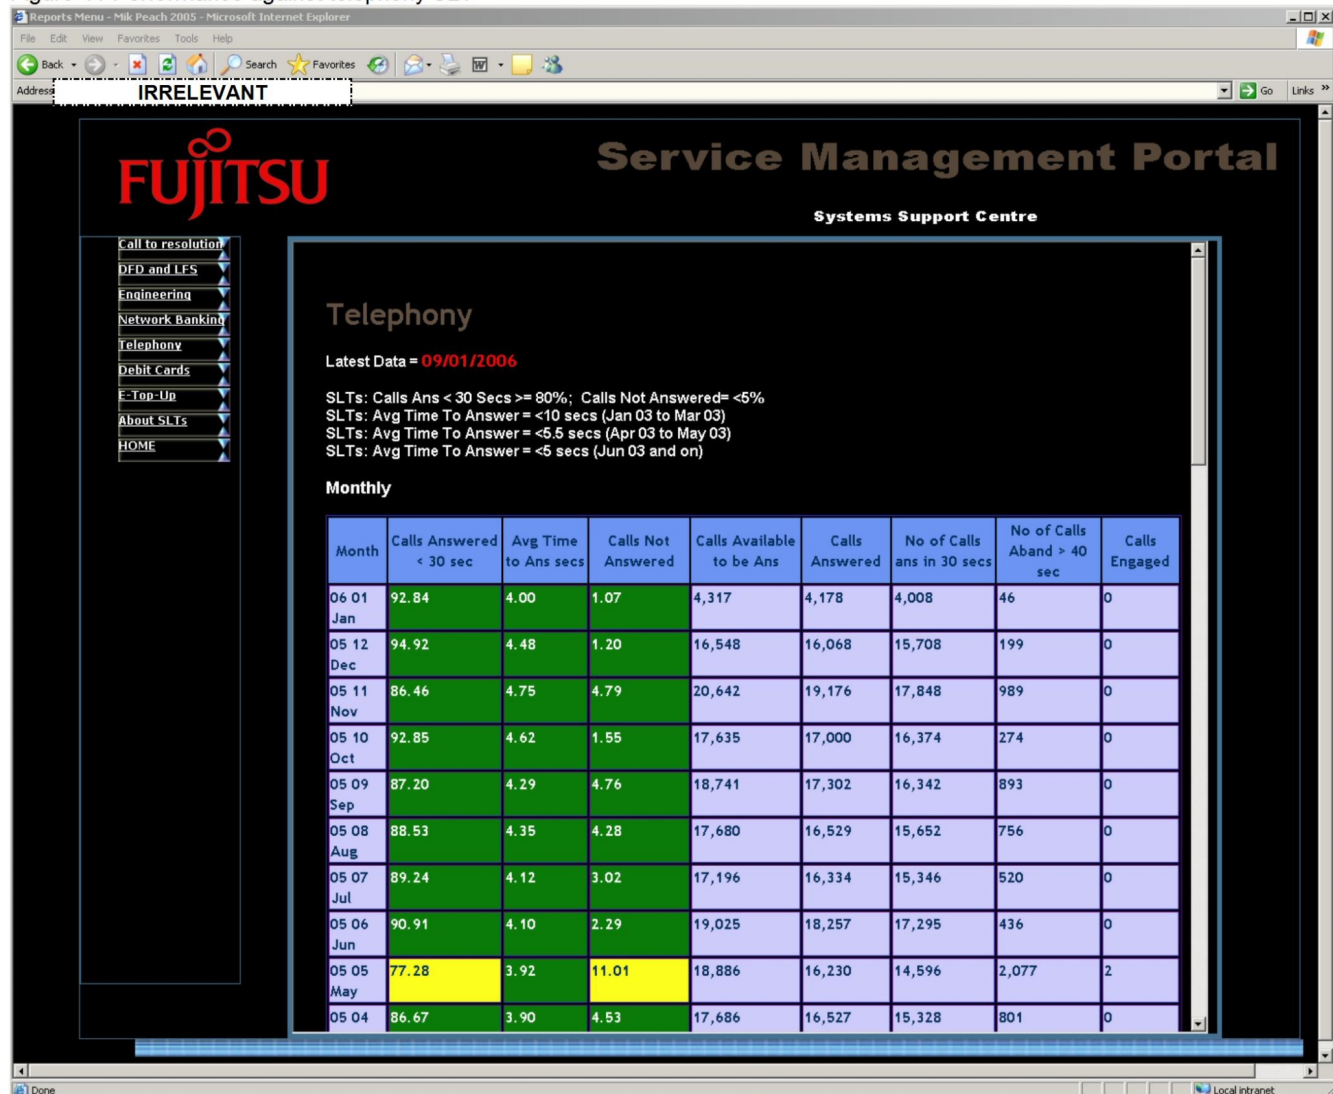 Reports Menu - Mik Peach 2005 - Microsoft Internet Explorer
File Edit View Favorites Tools Help
Back Search Favorites
Address IRRELEVANT Go Links »
FUJITSU
Service Management Portal
Systems Support Centre
Call to resolution
DFD and LFS
Engineering
Network Banking
Telephony
Debit Cards
E-Top-Up
About SLTs
HOME
Telephony
Latest Data = 09/01/2006
SLTs: Calls Ans < 30 Secs >= 80%; Calls Not Answered= <5%
SLTs: Avg Time To Answer = <10 secs (Jan 03 to Mar 03)
SLTs: Avg Time To Answer = <5.5 secs (Apr 03 to May 03)
SLTs: Avg Time To Answer = <5 secs (Jun 03 and on)
Monthly
Month Calls Answered < 30 sec Avg Time to Ans secs Calls Not Answered Calls Available to be Ans Calls Answered No of Calls ans in 30 secs No of Calls Aband > 40 sec Calls Engaged
06 01 Jan 92.84 4.00 1.07 4,317 4,178 4,008 46 0
05 12 Dec 94.92 4.48 1.20 16,548 16,068 15,708 199 0
05 11 Nov 86.46 4.75 4.79 20,642 19,176 17,848 989 0
05 10 Oct 92.85 4.62 1.55 17,635 17,000 16,374 274 0
05 09 Sep 87.20 4.29 4.76 18,741 17,302 16,342 893 0
05 08 Aug 88.53 4.35 4.28 17,680 16,529 15,652 756 0
05 07 Jul 89.24 4.12 3.02 17,196 16,334 15,346 520 0
05 06 Jun 90.91 4.10 2.29 19,025 18,257 17,295 436 0
05 05 May 77.28 3.92 11.01 18,886 16,230 14,596 2,077 2
05 04 86.67 3.90 4.53 17,686 16,527 15,328 801 0
Done Local intranet